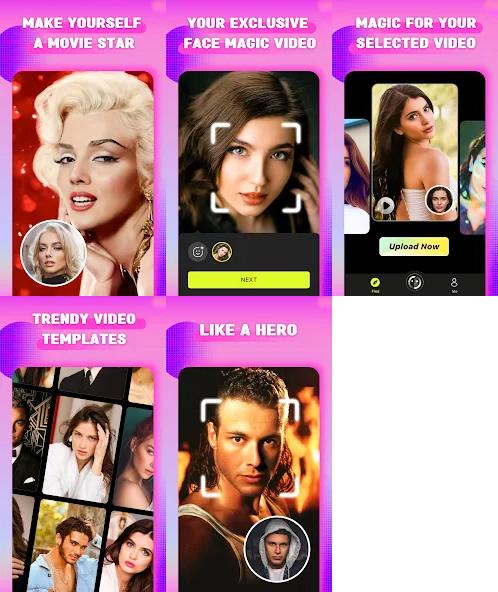 MAKE YOURSELF
A MOVIE STAR
YOUR EXCLUSIVE
FACE MAGIC VIDEO
NEXT
MAGIC FOR YOUR
SELECTED VIDEO
Upload Now
Find
Me
TRENDY VIDEO
TEMPLATES
LIKE A HERO